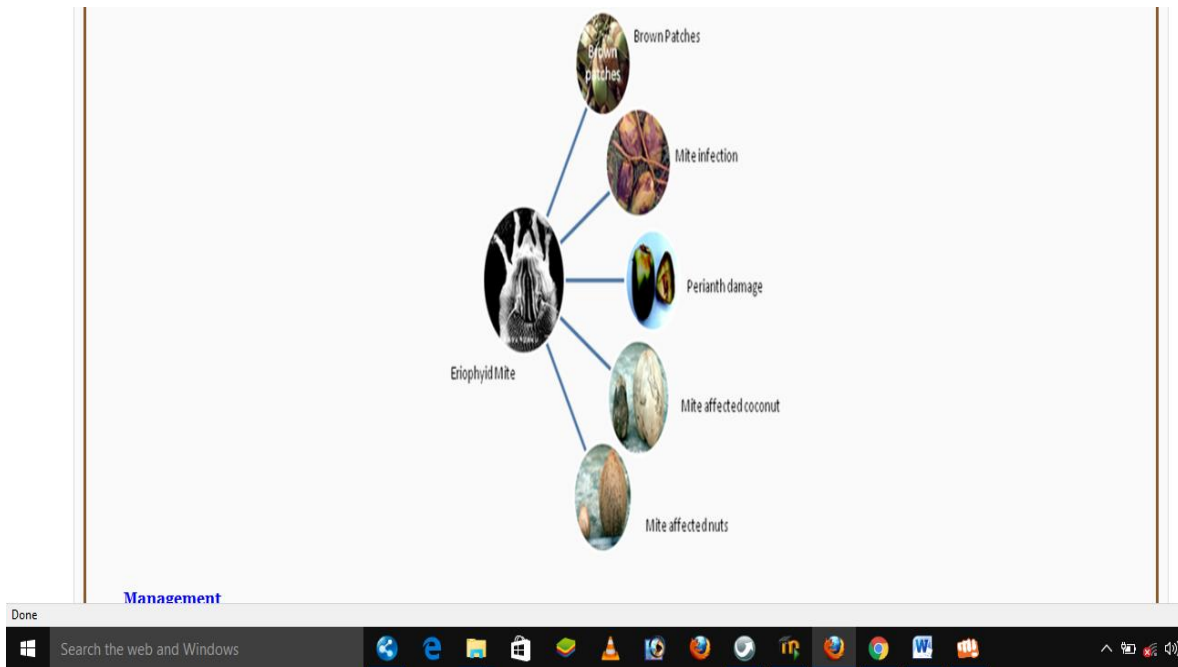 Brown Patches
Brown
patches
Mite infection
Perianth damage
Eriophyid Mite
Mite affected coconut
Mite affected nuts
Management
Done
Search the web and Windows